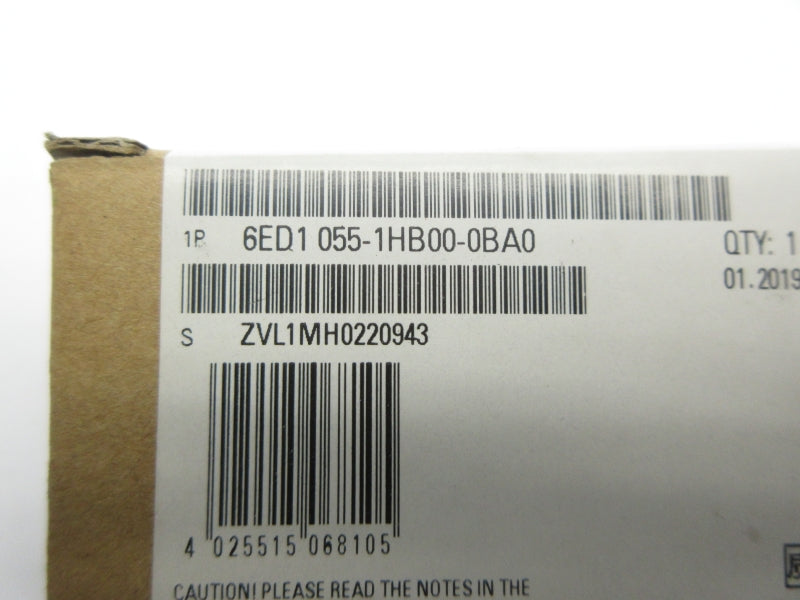 1P 6ED1 055-1HB00-0BA0 QTY: 1
01.2019
S ZVL1MH0220943
4 025515 068105
CAUTION! PLEASE READ THE NOTES IN THE